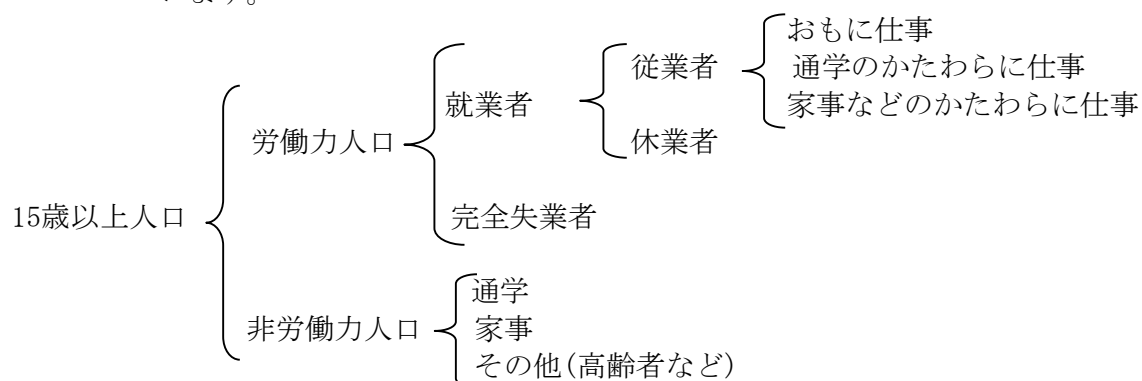 います。
おもに仕事
従業者
通学のかたわらに仕事
就業者
家事などのかたわらに仕事
労働力人口
休業者
15歳以上人口
完全失業者
通学
非労働力人口
家事
その他(高齢者など)